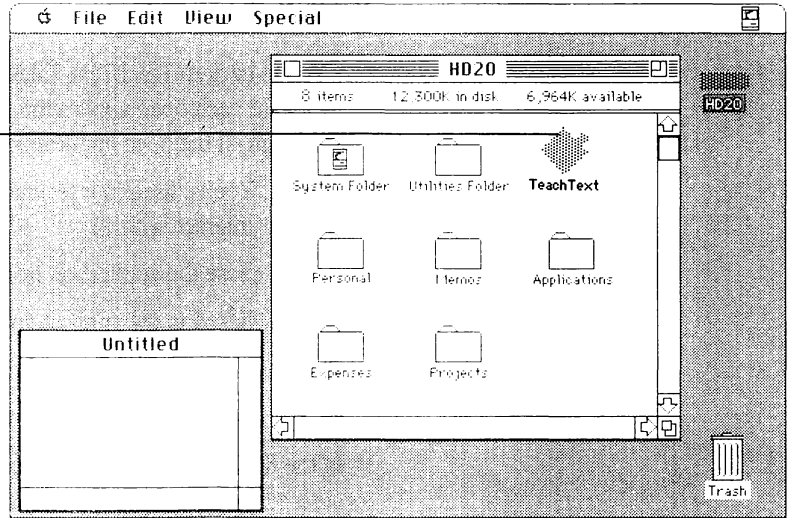 File Edit View Special
HD20
8 items 12,300K in disk 6,964K available
HD20
System Folder Utilities Folder TeachText
Personal Memos Applications
Untitled
Expenses Projects
Trash